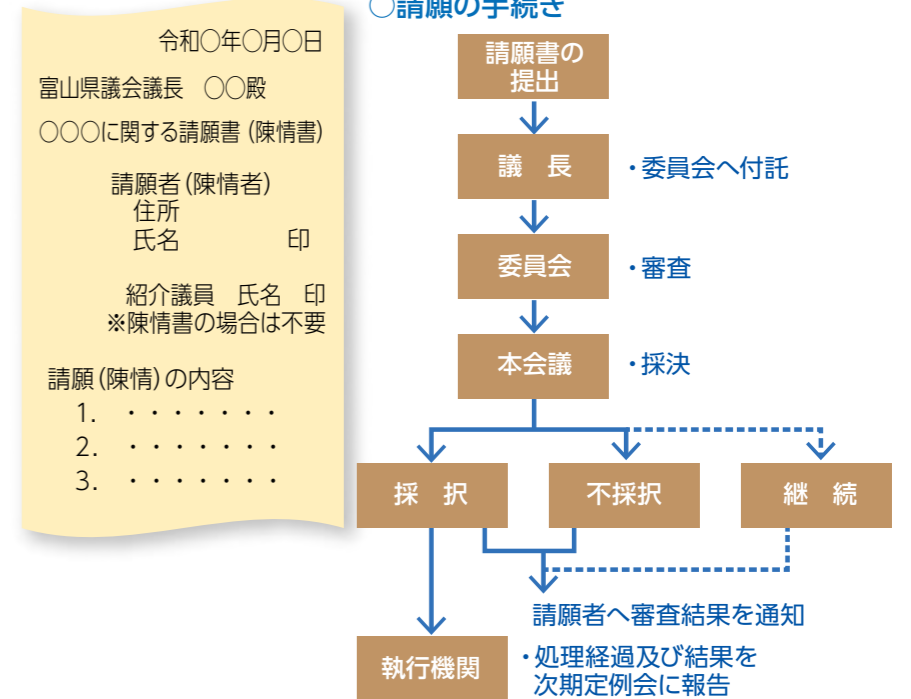 令和○年○月○日
富山県議会議長　○○殿
○○○に関する請願書（陳情書）
請願者（陳情者）
住所
氏名　　　　　印
紹介議員　氏名　印
※陳情書の場合は不要
請願（陳情）の内容
1. ・・・・・・・
2. ・・・・・・・
3. ・・・・・・・
○請願の手続き
請願書の
提出
議　長
・委員会へ付託
委員会
・審査
本会議
・採決
採　択
不採択
継　続
請願者へ審査結果を通知
執行機関
・処理経過及び結果を
次期定例会に報告